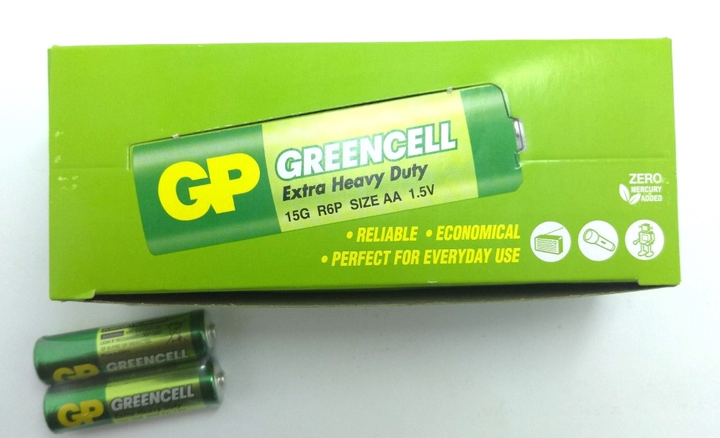 GP GREENCELL
Extra Heavy Duty
15G R6P SIZE AA 1.5V
• RELIABLE • ECONOMICAL
• PERFECT FOR EVERYDAY USE
ZERO
MERCURY
ADDED
GP GREENCELL
GP GREENCELL